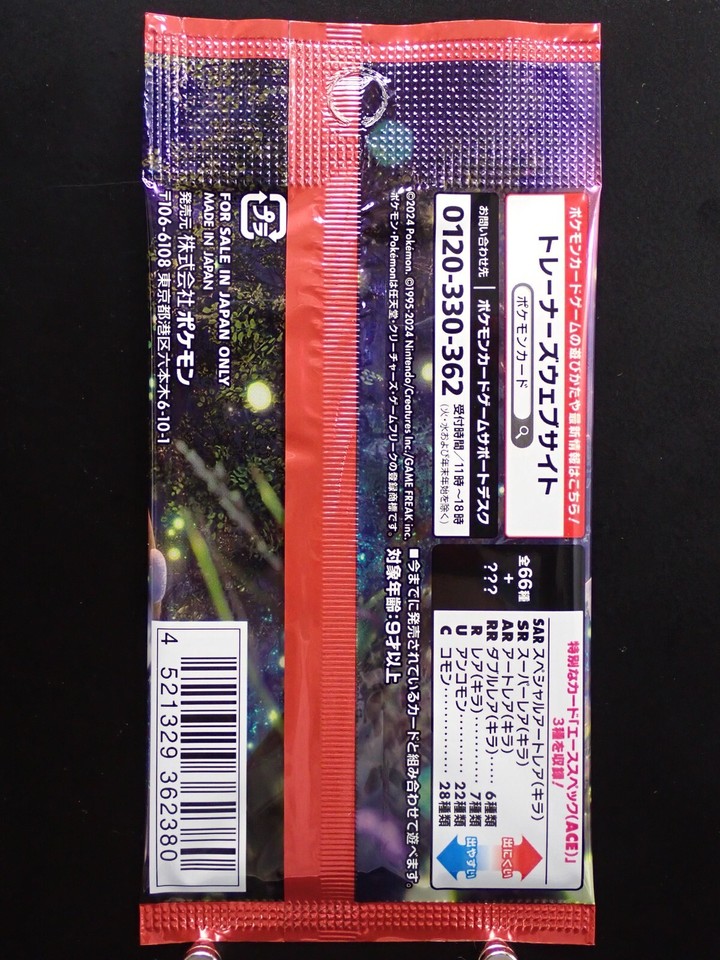 ポケモンカードゲームの遊びかたや最新情報はこちら！
トレーナーズウェブサイト
ポケモンカード
お問い合わせ先 ポケモンカードゲームサポートデスク
0120-330-362 受付時間／11時～18時
(火・水および年末年始を除く)
©2024 Pokémon. ©1995-2024 Nintendo/Creatures Inc./GAME FREAK inc.
ポケモン・Pokémonは任天堂・クリーチャーズ・ゲームフリークの登録商標です。
プラ
FOR SALE IN JAPAN ONLY
MADE IN JAPAN
発売元 株式会社ポケモン
〒106-6108 東京都港区六本木6-10-1
特別なカード「エーススペック(ACE)」
3種を収録！
全66種
+
???
SAR スペシャルアートレア(キラ)
SR スーパーレア(キラ)
AR アートレア(キラ)
RR ダブルレア(キラ)‥‥ 6種類
R レア(キラ)‥‥‥‥‥ 7種類
U アンコモン‥‥‥‥‥ 22種類
C コモン‥‥‥‥‥‥‥ 28種類
出にくい
出やすい
■今までに発売されているカードと組み合わせて遊べます。
対象年齢：9才以上
4 521329 362380